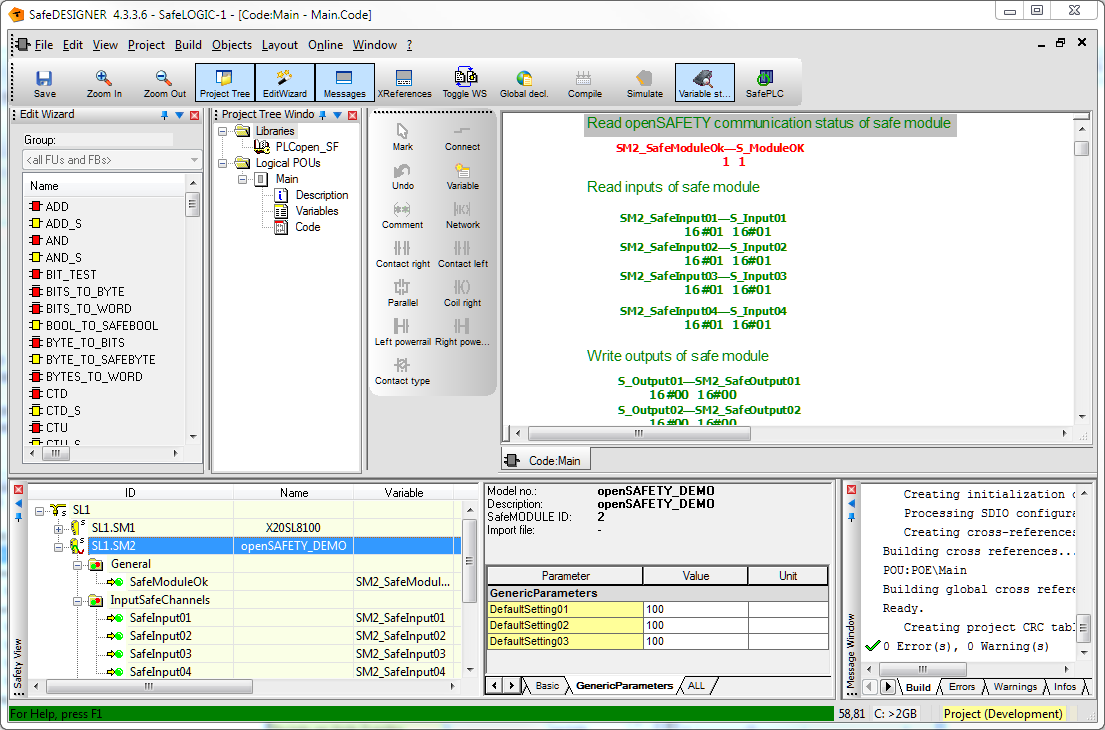 SafeDESIGNER 4.3.3.6 - SafeLOGIC-1 - [Code:Main - Main.Code]
File Edit View Project Build Objects Layout Online Window ?
Save Zoom In Zoom Out Project Tree EditWizard Messages XReferences Toggle WS Global decl. Compile Simulate Variable st... SafePLC
Edit Wizard
Group:
<all FUs and FBs>
Name
ADD
ADD_S
AND
AND_S
BIT_TEST
BITS_TO_BYTE
BITS_TO_WORD
BOOL_TO_SAFEBOOL
BYTE_TO_BITS
BYTE_TO_SAFEBYTE
BYTES_TO_WORD
CTD
CTD_S
CTU
CTU_S
Project Tree Windo
Libraries
PLCopen_SF
Logical POUs
Main
Description
Variables
Code
Mark Connect
Undo Variable
Comment Network
Contact right Contact left
Parallel Coil right
Left powerrail Right powe...
Contact type
Read openSAFETY communication status of safe module
SM2_SafeModuleOk—S_ModuleOK
1 1
Read inputs of safe module
SM2_SafeInput01—S_Input01
16#01 16#01
SM2_SafeInput02—S_Input02
16#01 16#01
SM2_SafeInput03—S_Input03
16#01 16#01
SM2_SafeInput04—S_Input04
16#01 16#01
Write outputs of safe module
S_Output01—SM2_SafeOutput01
16#00 16#00
S_Output02—SM2_SafeOutput02
16#00 16#00
Code:Main
Safety View
ID Name Variable
SL1
SL1.SM1 X20SL8100
SL1.SM2 openSAFETY_DEMO
General
SafeModuleOk SM2_SafeModul...
InputSafeChannels
SafeInput01 SM2_SafeInput01
SafeInput02 SM2_SafeInput02
SafeInput03 SM2_SafeInput03
SafeInput04 SM2_SafeInput04
Model no.: openSAFETY_DEMO
Description: openSAFETY_DEMO
SafeMODULE ID: 2
Import file: -
Parameter Value Unit
GenericParameters
DefaultSetting01 100
DefaultSetting02 100
DefaultSetting03 100
Basic GenericParameters ALL
Message Window
Creating initialization
Processing SDIO configura
Creating cross-references
Building cross references...
POU:POE\Main
Building global cross refere
Ready.
Creating project CRC tabl
0 Error(s), 0 Warning(s)
Build Errors Warnings Infos
For Help, press F1
58,81 C: >2GB Project (Development)